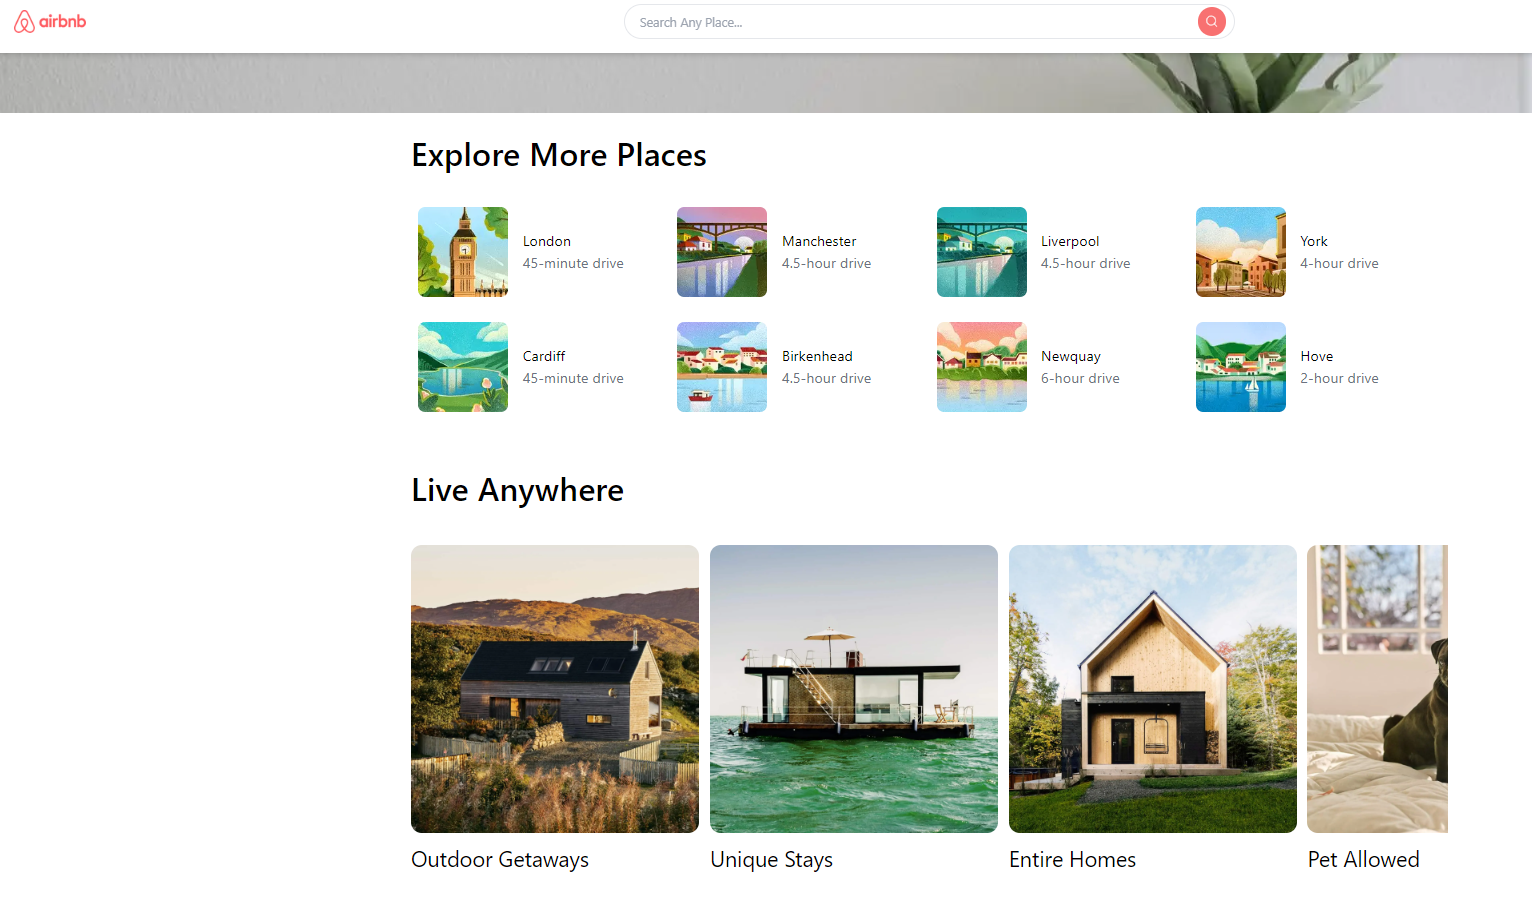 airbnb
Search Any Place...
Explore More Places
London
45-minute drive
Manchester
4.5-hour drive
Liverpool
4.5-hour drive
York
4-hour drive
Cardiff
45-minute drive
Birkenhead
4.5-hour drive
Newquay
6-hour drive
Hove
2-hour drive
Live Anywhere
Outdoor Getaways
Unique Stays
Entire Homes
Pet Allowed